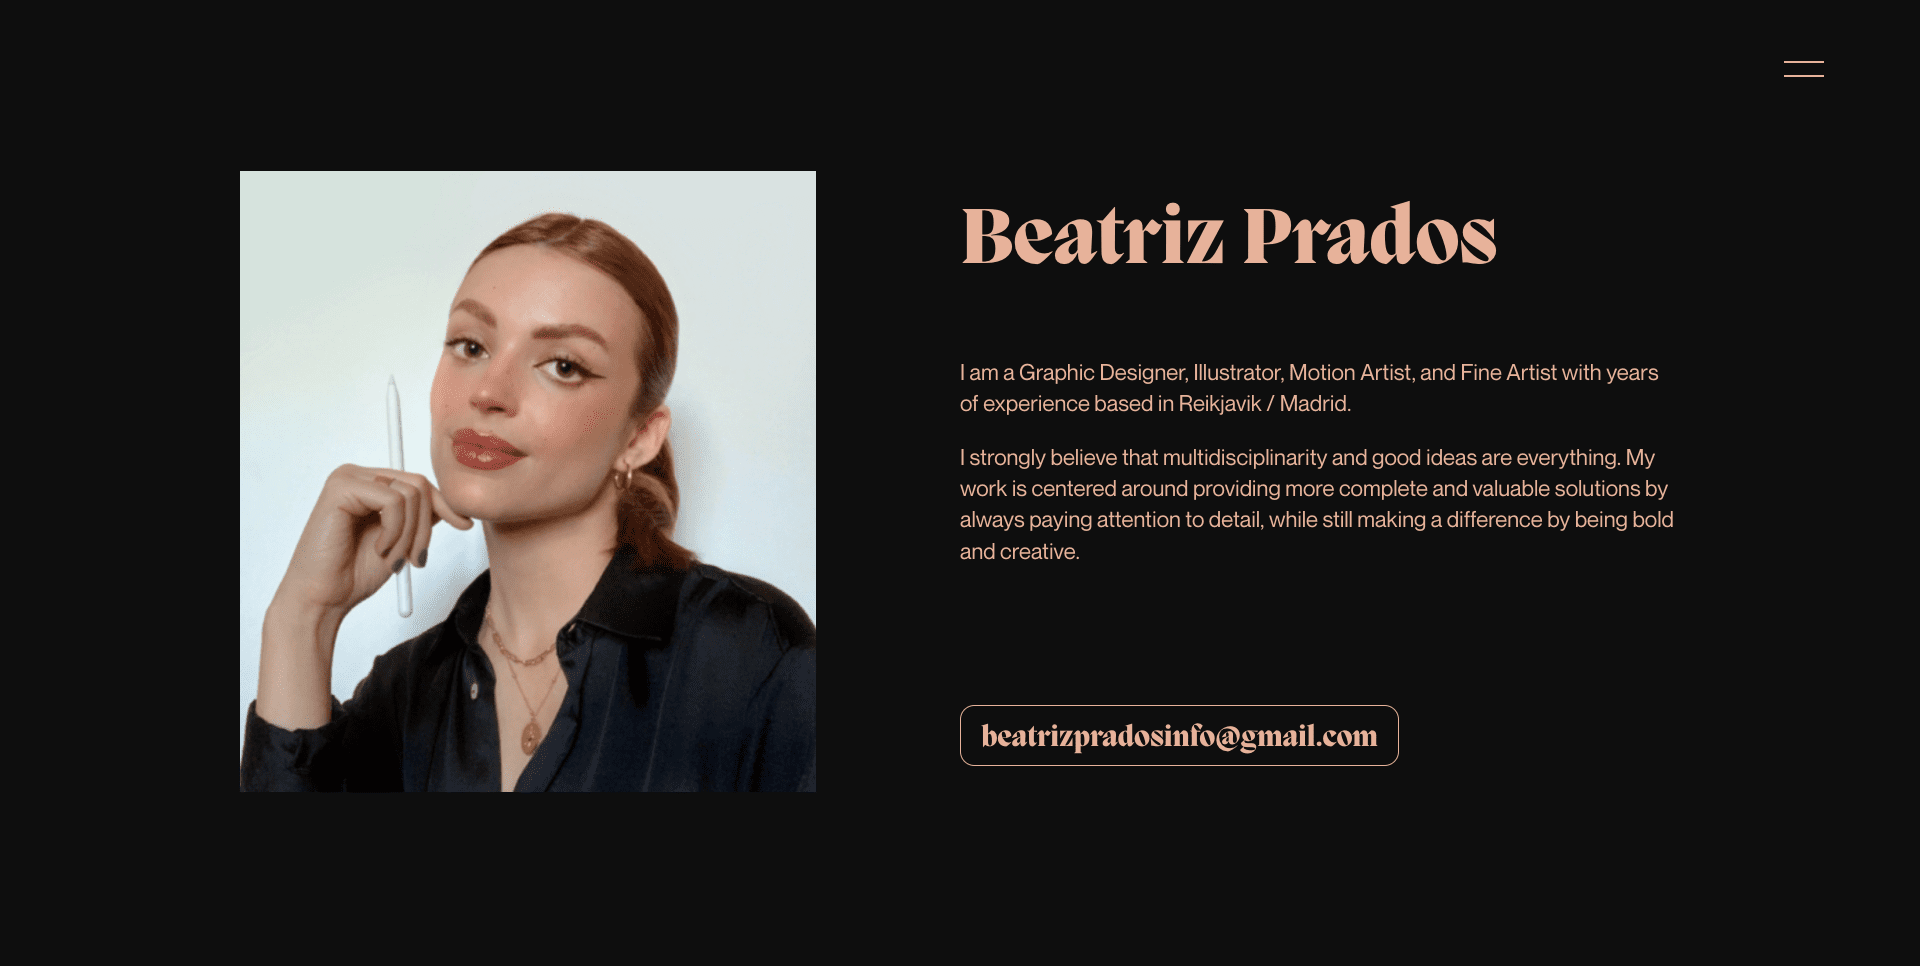 Beatriz Prados
I am a Graphic Designer, Illustrator, Motion Artist, and Fine Artist with years
of experience based in Reikjavik / Madrid.
I strongly believe that multidisciplinarity and good ideas are everything. My
work is centered around providing more complete and valuable solutions by
always paying attention to detail, while still making a difference by being bold
and creative.
beatrizpradosinfo@gmail.com